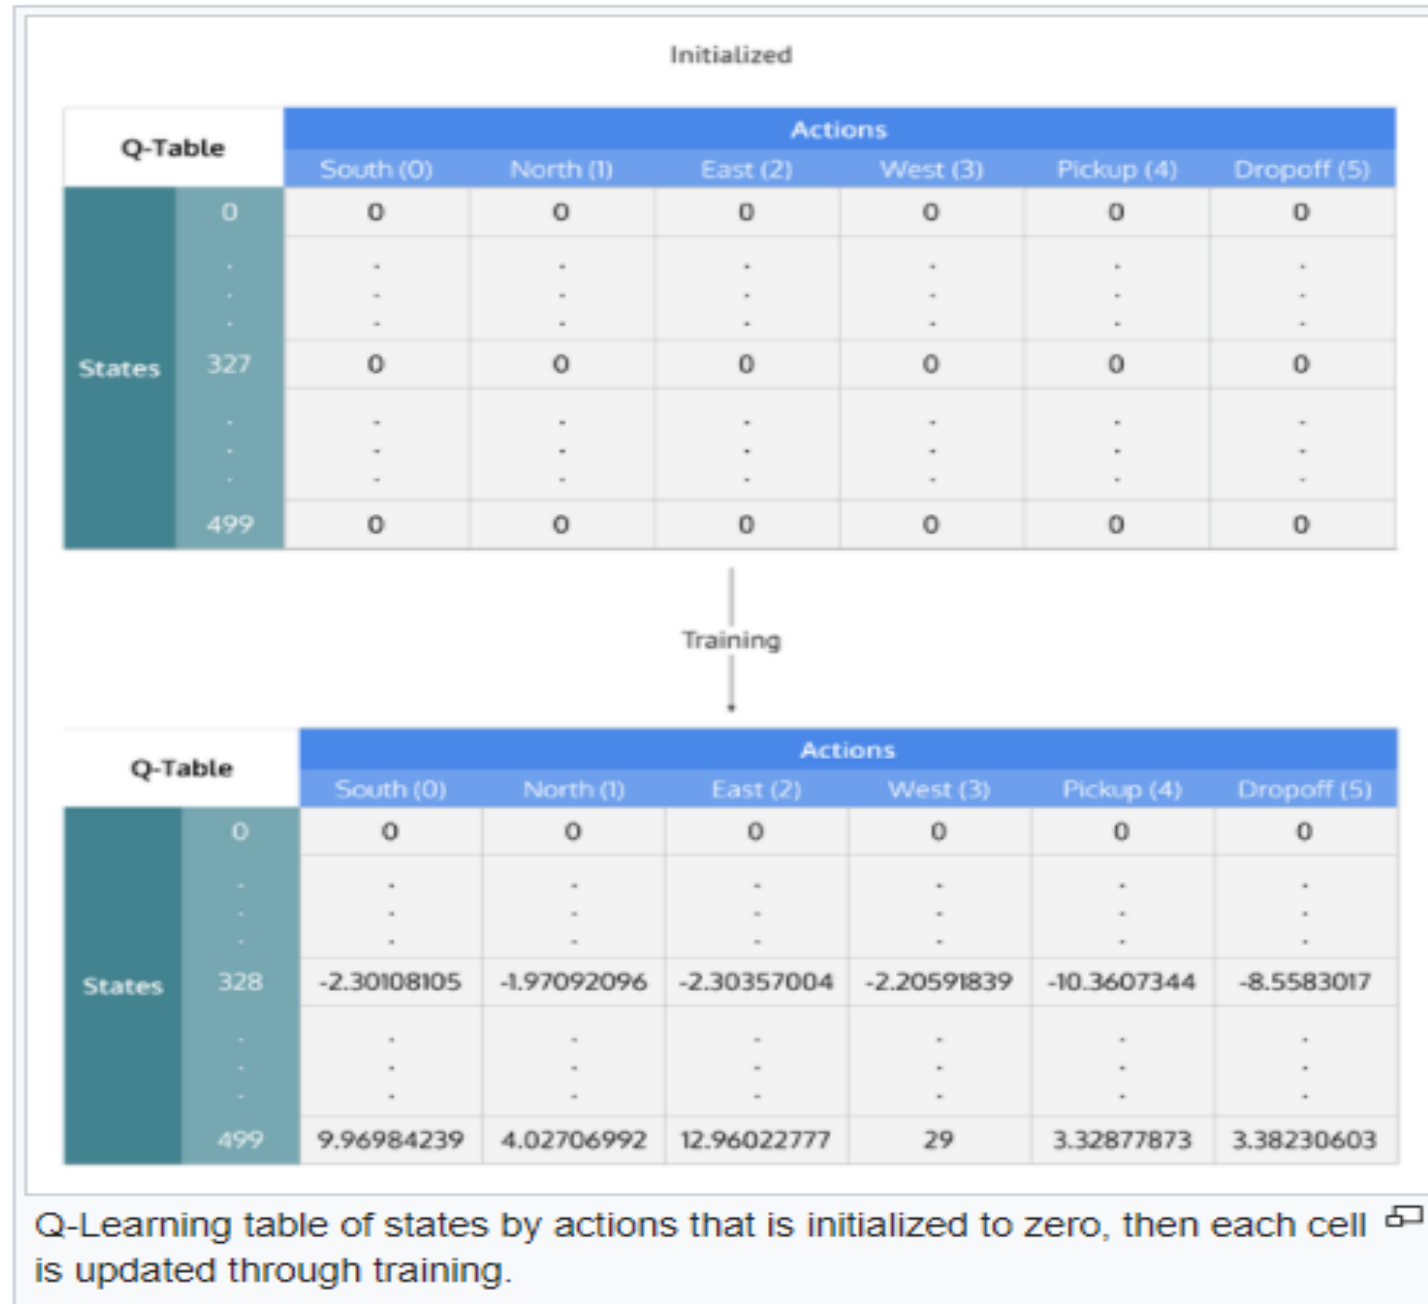 Initialized
Q-Table
Actions
South (0) North (1) East (2) West (3) Pickup (4) Dropoff (5)
0 0 0 0 0 0 0
. . . . . . .
. . . . . . .
. . . . . . .
States 327 0 0 0 0 0 0
. . . . . . .
. . . . . . .
. . . . . . .
499 0 0 0 0 0 0
Training
Q-Table
Actions
South (0) North (1) East (2) West (3) Pickup (4) Dropoff (5)
0 0 0 0 0 0 0
. . . . . . .
. . . . . . .
. . . . . . .
States 328 -2.30108105 -1.97092096 -2.30357004 -2.20591839 -10.3607344 -8.5583017
. . . . . . .
. . . . . . .
. . . . . . .
499 9.96984239 4.02706992 12.96022777 29 3.32877873 3.38230603
Q-Learning table of states by actions that is initialized to zero, then each cell
is updated through training.